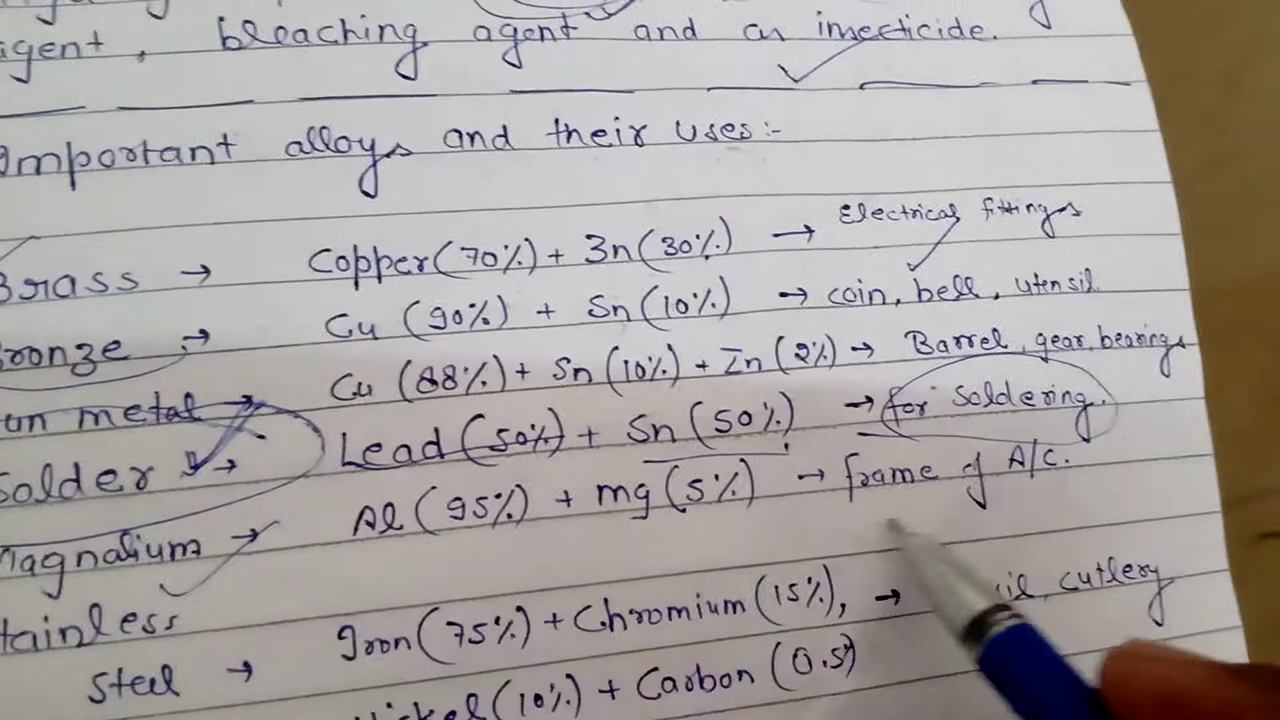 agent, bleaching agent and an insecticide.
Important alloys and their uses:-
Brass → Copper (70%) + Zn (30%) → Electrical fittings
Bronze → Cu (90%) + Sn (10%) → coin, bell, utensil.
Gun metal → Cu (88%) + Sn (10%) + Zn (2%) → Barrel, gear, bearings
Solder → Lead (50%) + Sn (50%) → for soldering.
Magnalium → Al (95%) + mg (5%) → frame of A/C.
Stainless
Steel → Iron (75%) + Chromium (15%), → cutlery
Nickel (10%) + Carbon (0.5%)